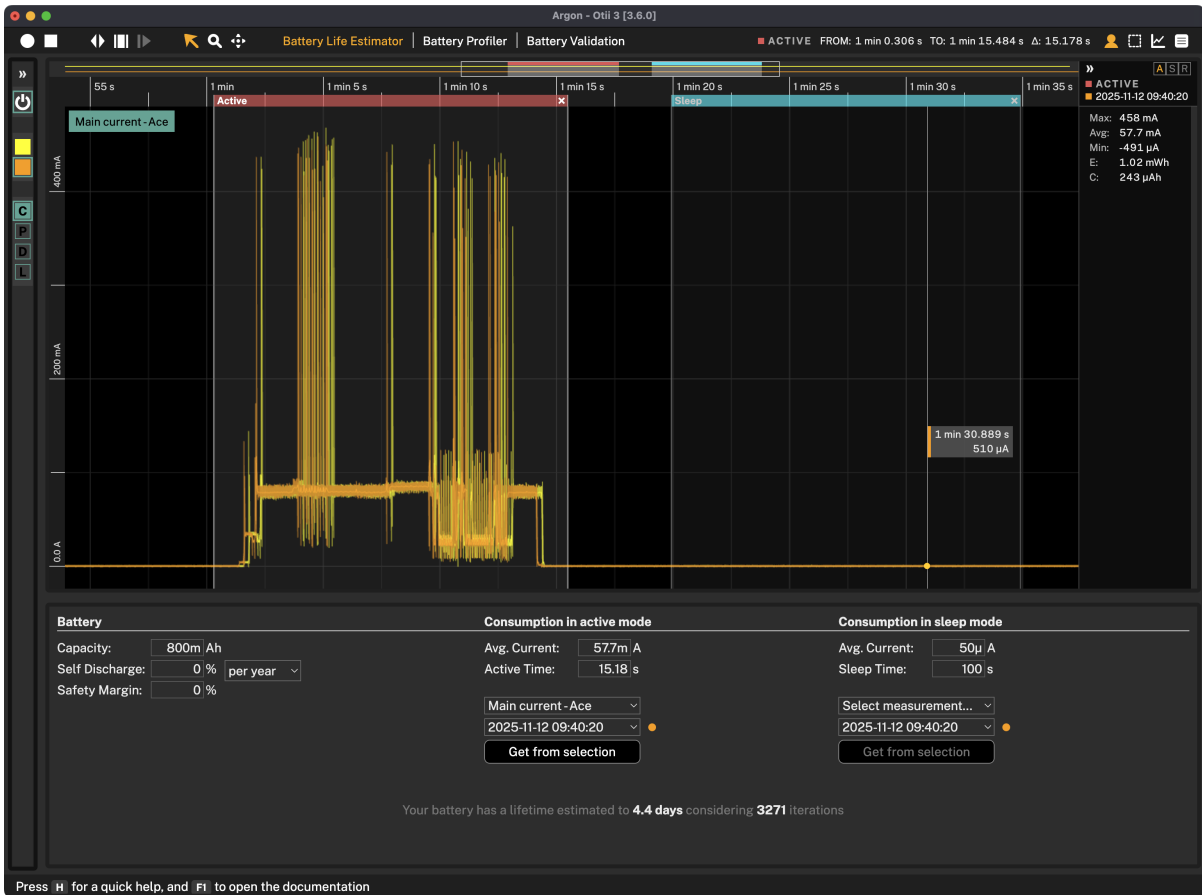 Argon - Otii 3 [3.6.0]
Battery Life Estimator | Battery Profiler | Battery Validation
ACTIVE FROM: 1 min 0.306 s TO: 1 min 15.484 s Δ: 15.178 s
»
»
A S R
ACTIVE
2025-11-12 09:40:20
Max: 458 mA
Avg: 57.7 mA
Min: -491 µA
E: 1.02 mWh
C: 243 µAh
55 s
1 min
1 min 5 s
1 min 10 s
1 min 15 s
1 min 20 s
1 min 25 s
1 min 30 s
1 min 35 s
Active ×
Sleep ×
Main current - Ace
400 mA
200 mA
0.0 A
C
P
D
L
1 min 30.889 s
510 µA
Battery
Capacity: 800m Ah
Self Discharge: 0 % per year
Safety Margin: 0 %
Consumption in active mode
Avg. Current: 57.7m A
Active Time: 15.18 s
Main current - Ace
2025-11-12 09:40:20
Get from selection
Consumption in sleep mode
Avg. Current: 50µ A
Sleep Time: 100 s
Select measurement...
2025-11-12 09:40:20
Get from selection
Your battery has a lifetime estimated to 4.4 days considering 3271 iterations
Press H for a quick help, and F1 to open the documentation